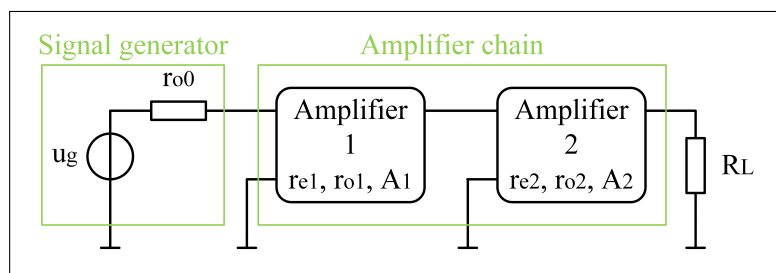 Signal generator
Amplifier chain
ro0
ug
Amplifier
1
re1, ro1, A1
Amplifier
2
re2, ro2, A2
RL